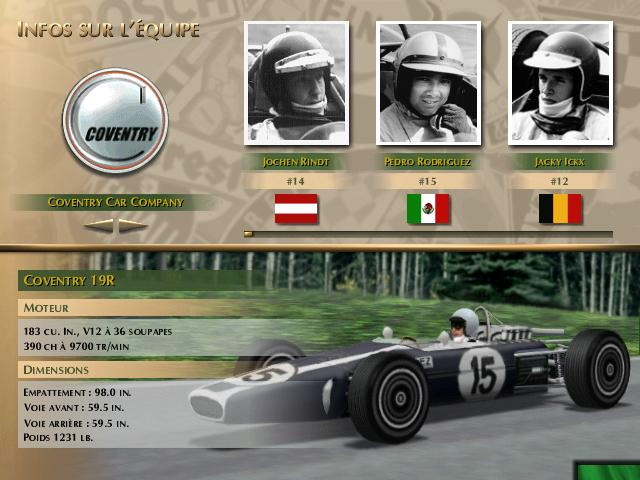 INFOS SUR L'ÉQUIPE
COVENTRY
COVENTRY CAR COMPANY
JOCHEN RINDT
PEDRO RODRIGUEZ
JACKY ICKX
#14
#15
#12
COVENTRY 19R
MOTEUR
183 CU. IN., V12 À 36 SOUPAPES
390 CH À 9700 TR/MIN
DIMENSIONS
EMPATTEMENT : 98.0 IN.
VOIE AVANT : 59.5 IN.
VOIE ARRIÈRE : 59.5 IN.
POIDS 1231 LB.
15